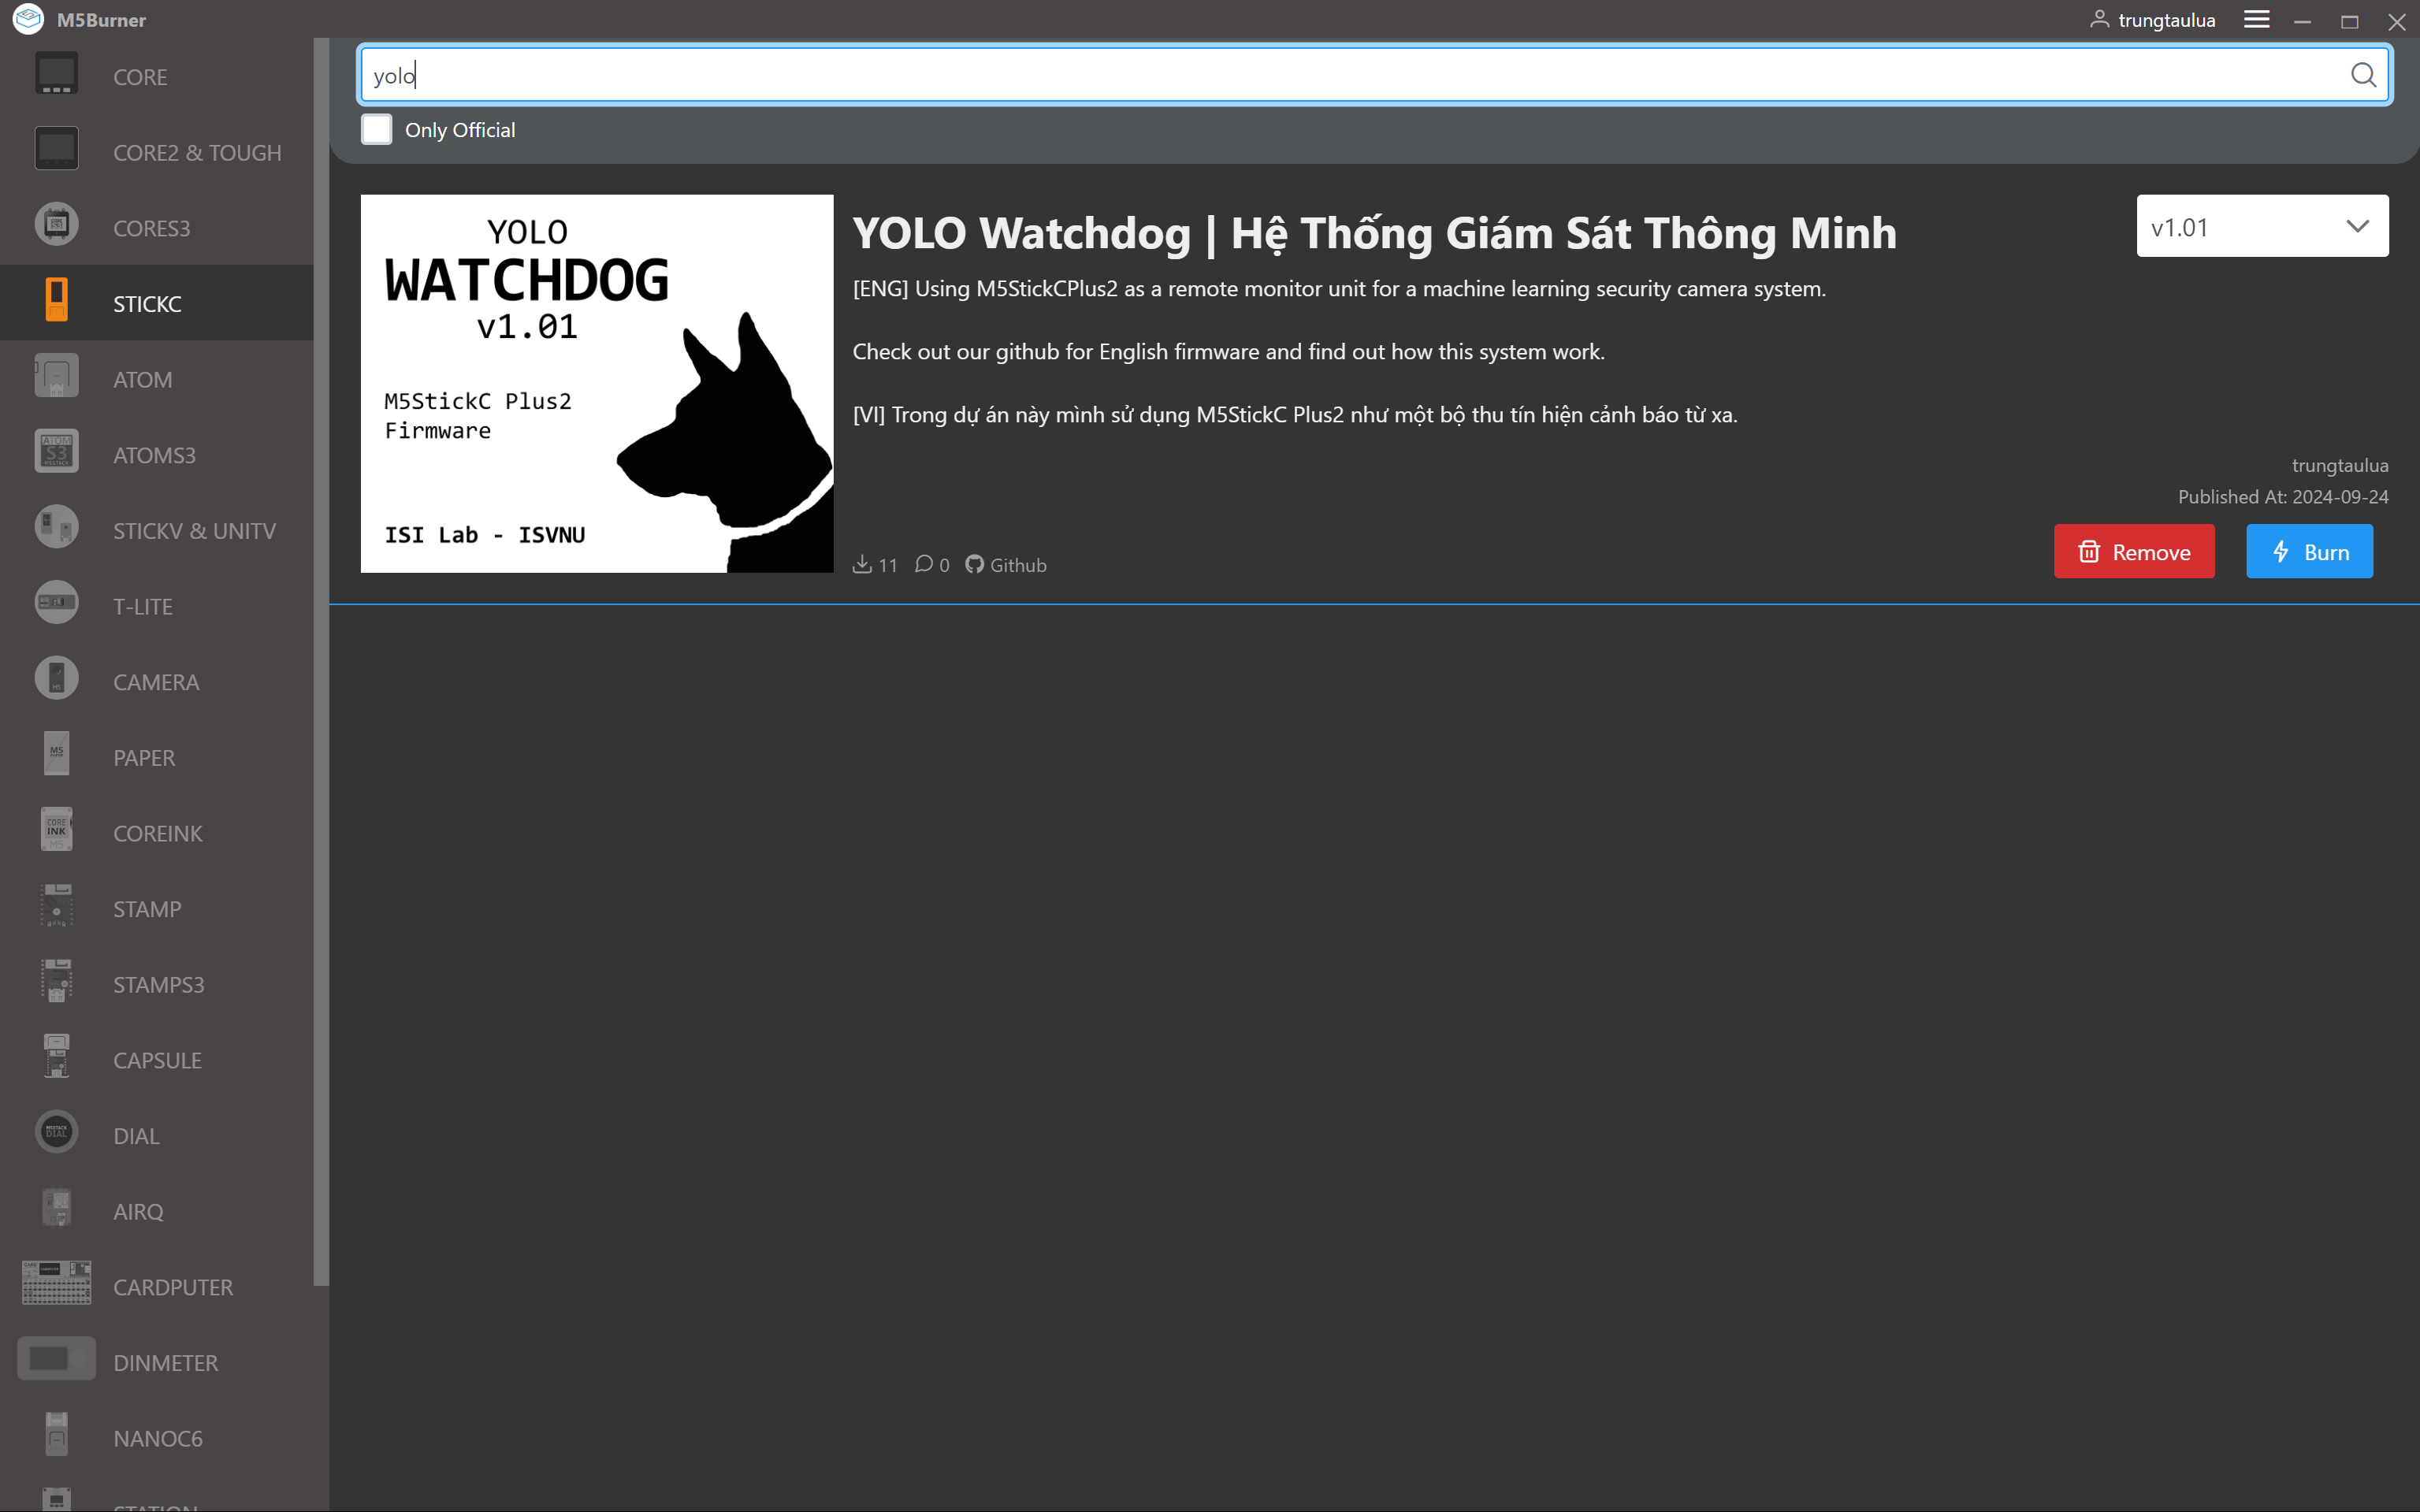 M5Burner
trungtaulua
yolo
Only Official
CORE
CORE2 & TOUGH
CORES3
STICKC
ATOM
ATOMS3
STICKV & UNITV
T-LITE
CAMERA
PAPER
COREINK
STAMP
STAMPS3
CAPSULE
DIAL
AIRQ
CARDPUTER
DINMETER
NANOC6
STATION
YOLO
WATCHDOG
v1.01
M5StickC Plus2
Firmware
ISI Lab - ISVNU
YOLO Watchdog | Hệ Thống Giám Sát Thông Minh
v1.01
[ENG] Using M5StickCPlus2 as a remote monitor unit for a machine learning security camera system.
Check out our github for English firmware and find out how this system work.
[VI] Trong dự án này mình sử dụng M5StickC Plus2 như một bộ thu tín hiện cảnh báo từ xa.
trungtaulua
Published At: 2024-09-24
11 0 Github
Remove
Burn